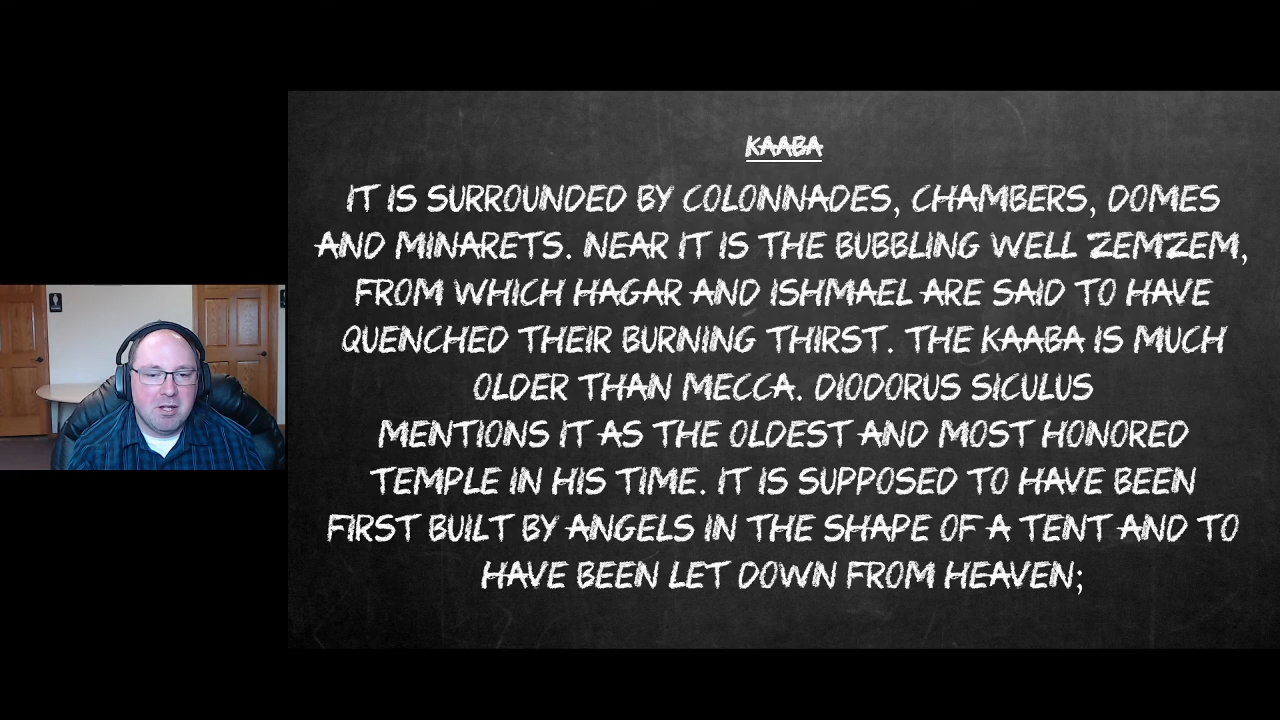 KAABA
IT IS SURROUNDED BY COLONNADES, CHAMBERS, DOMES
AND MINARETS. NEAR IT IS THE BUBBLING WELL ZEMZEM,
FROM WHICH HAGAR AND ISHMAEL ARE SAID TO HAVE
QUENCHED THEIR BURNING THIRST. THE KAABA IS MUCH
OLDER THAN MECCA. DIODORUS SICULUS
MENTIONS IT AS THE OLDEST AND MOST HONORED
TEMPLE IN HIS TIME. IT IS SUPPOSED TO HAVE BEEN
FIRST BUILT BY ANGELS IN THE SHAPE OF A TENT AND TO
HAVE BEEN LET DOWN FROM HEAVEN;